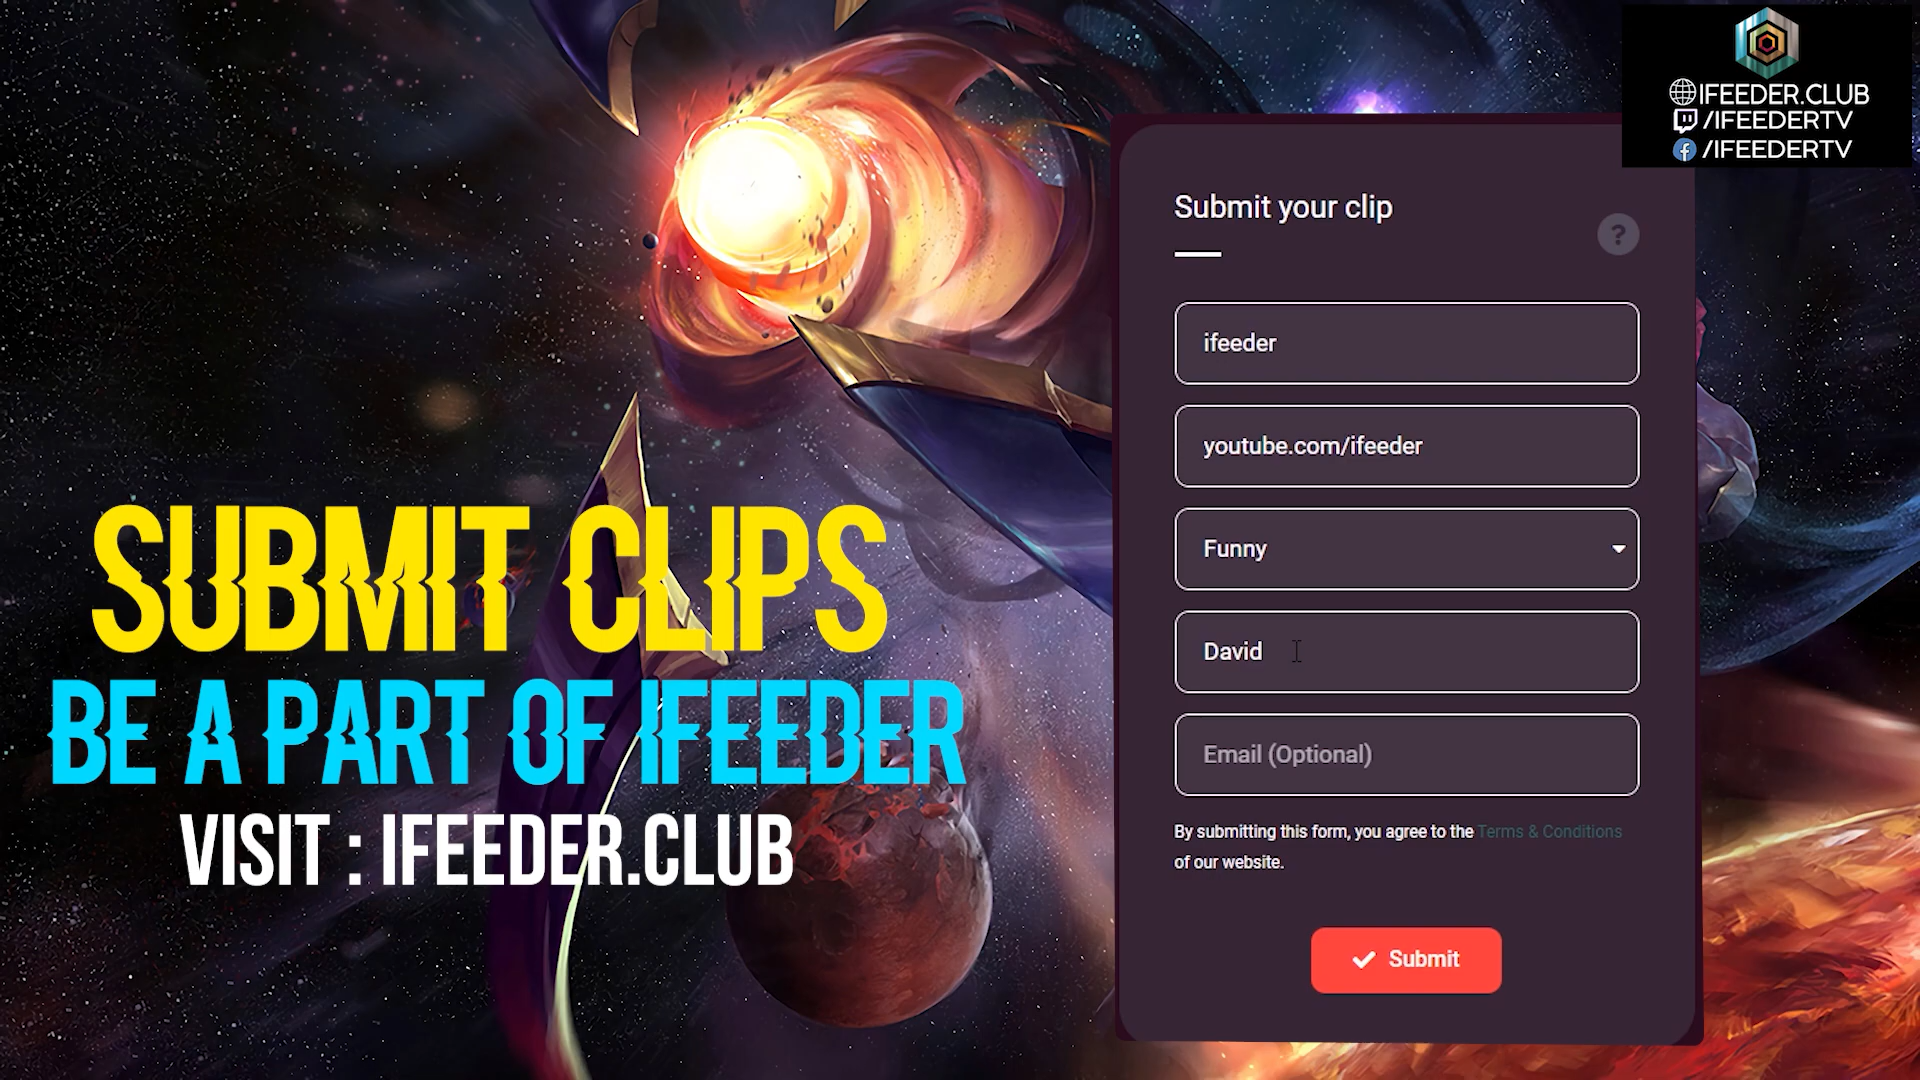 IFEEDER.CLUB
/IFEEDERTV
/IFEEDERTV
SUBMIT CLIPS
BE A PART OF IFEEDER
VISIT : IFEEDER.CLUB
Submit your clip
?
ifeeder
youtube.com/ifeeder
Funny
David
Email (Optional)
By submitting this form, you agree to the Terms & Conditions
of our website.
Submit